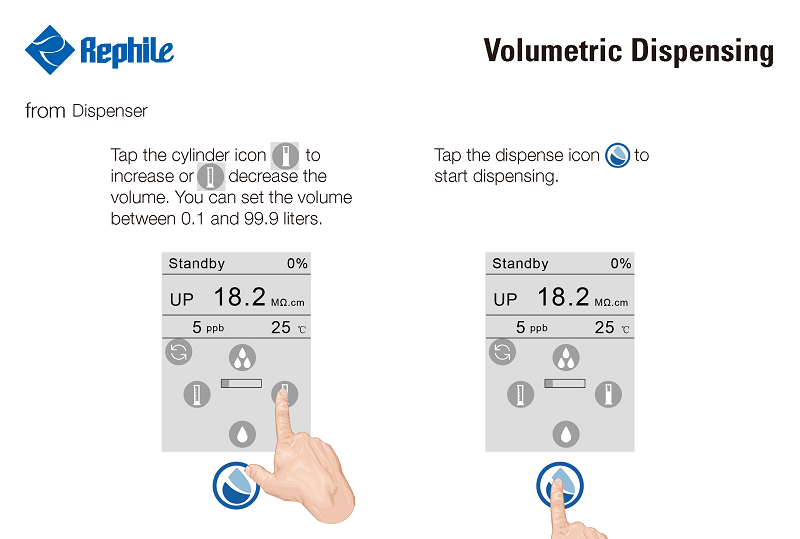 Rephile
Volumetric Dispensing
from Dispenser
Tap the cylinder icon to
increase or decrease the
volume. You can set the volume
between 0.1 and 99.9 liters.
Tap the dispense icon to
start dispensing.
Standby 0%
UP 18.2 MΩ.cm
5 ppb 25 ℃
Standby 0%
UP 18.2 MΩ.cm
5 ppb 25 ℃